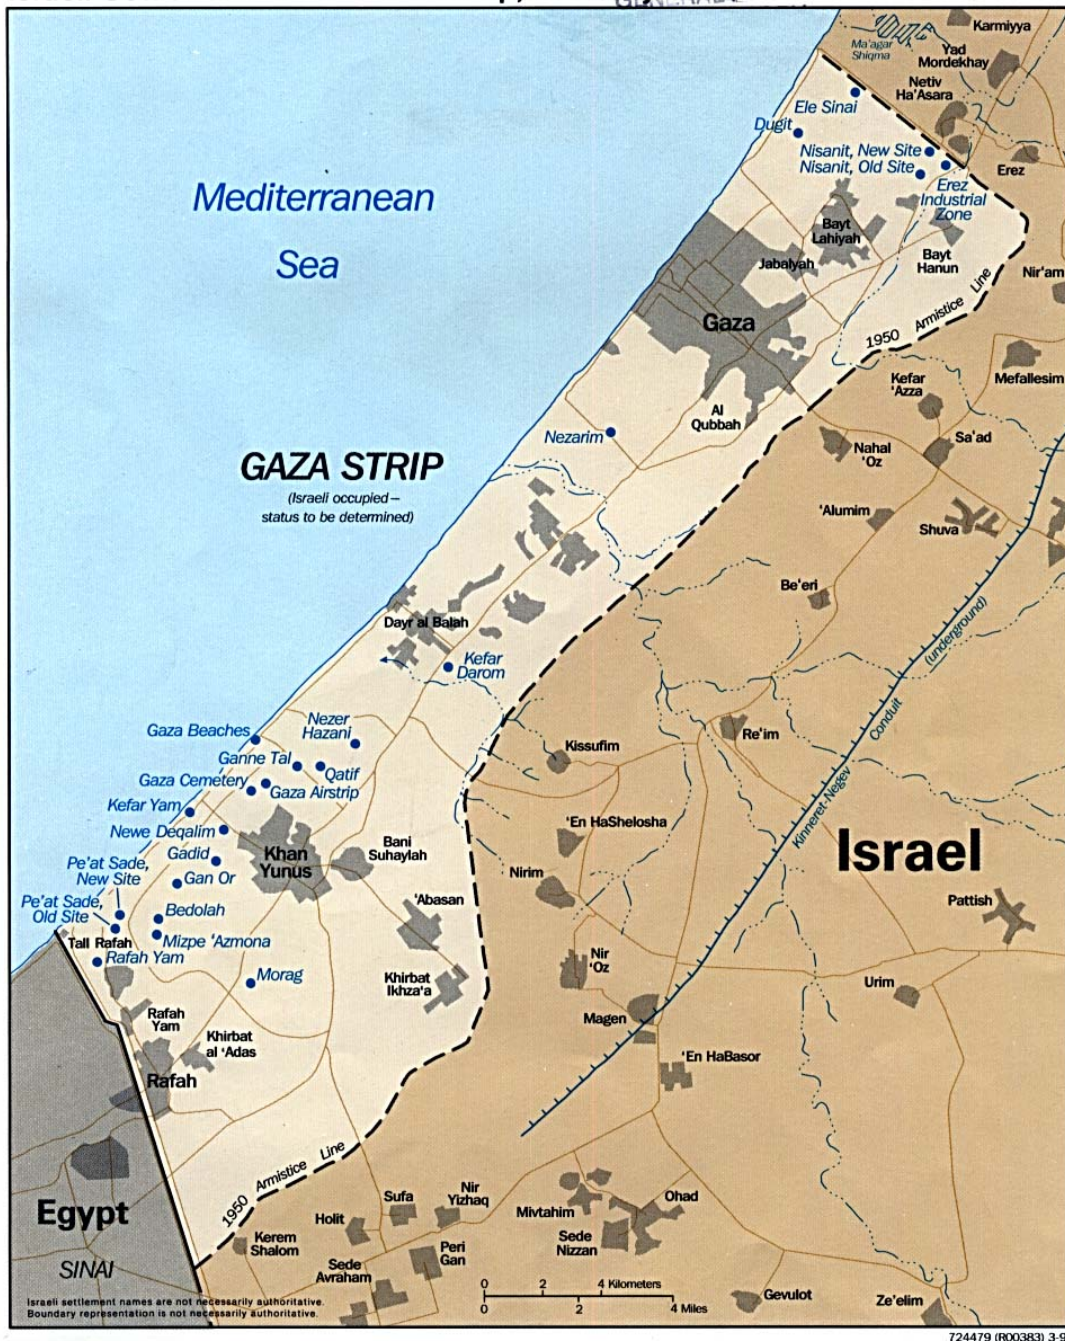 Karmiyya
Ma'agar
Shiqma
Yad
Mordekhay
Netiv
Ha'Asara
Ele Sinai
Dugit
Nisanit, New Site
Nisanit, Old Site
Erez
Erez
Industrial
Zone
Mediterranean
Sea
Bayt
Lahiyah
Jabalyah
Bayt
Hanun
Nir'am
Gaza
1950 Armistice Line
Mefallesim
Kefar
'Azza
Al
Qubbah
Nezarim
Nahal
'Oz
Sa'ad
GAZA STRIP
(Israeli occupied –
status to be determined)
'Alumim
Shuva
Be'eri
(underground)
Dayr al Balah
Kefar
Darom
Gaza Beaches
Nezer
Hazani
Conduit
Re'im
Kissufim
Ganne Tal
Qatif
Gaza Cemetery
Gaza Airstrip
Kinneret-Negev
Kefar Yam
Newe Deqalim
'En HaShelosha
Israel
Gadid
Khan
Yunus
Bani
Suhaylah
Pe'at Sade,
New Site
Gan Or
Nirim
Pe'at Sade,
Old Site
'Abasan
Pattish
Bedolah
Tall Rafah
Mizpe 'Azmona
Rafah Yam
Morag
Khirbat
Ikhza'a
Nir
'Oz
Urim
Rafah
Yam
Magen
Khirbat
al 'Adas
'En HaBasor
Rafah
1950 Armistice Line
Egypt
SINAI
Sufa
Nir
Yizhaq
Holit
Mivtahim
Ohad
Kerem
Shalom
Sede
Nizzan
Peri
Gan
Sede
Avraham
0 2 4 Kilometers
0 2 4 Miles
Gevulot
Ze'elim
Israeli settlement names are not necessarily authoritative.
Boundary representation is not necessarily authoritative.
724479 (R00383) 3-9